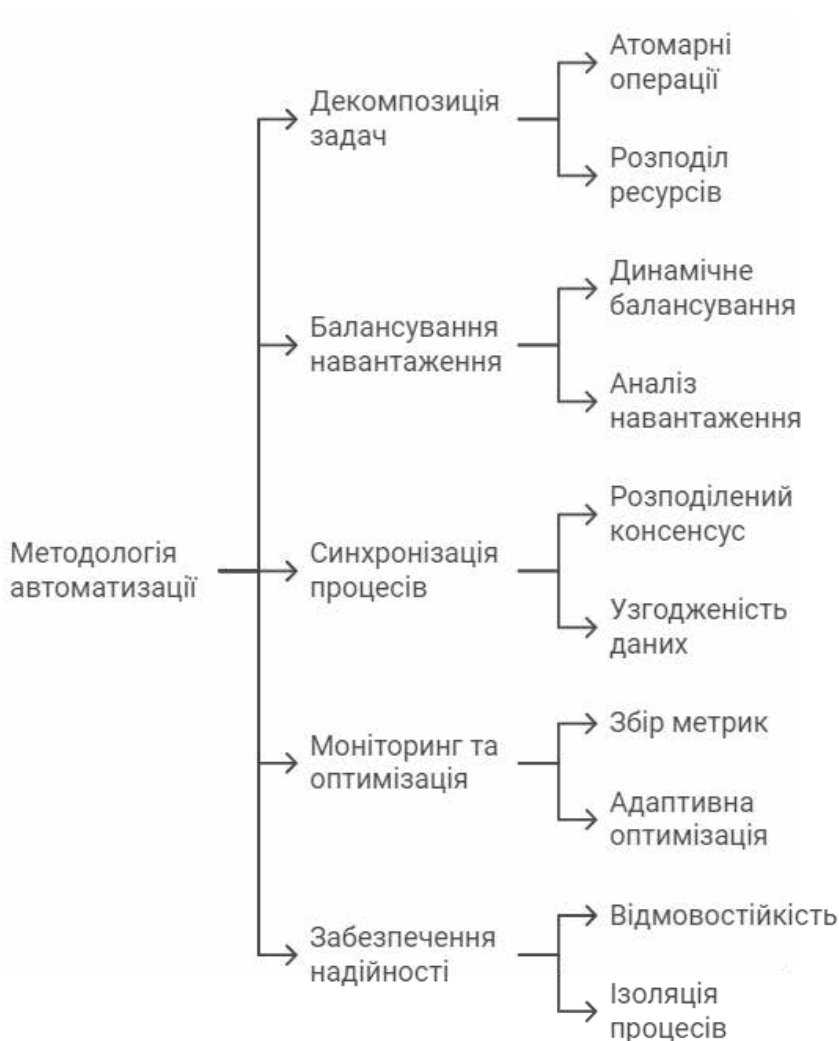 Методологія
автоматизації
Декомпозиція
задач
Атомарні
операції
Розподіл
ресурсів
Балансування
навантаження
Динамічне
балансування
Аналіз
навантаження
Синхронізація
процесів
Розподілений
консенсус
Узгодженість
даних
Моніторинг та
оптимізація
Збір метрик
Адаптивна
оптимізація
Забезпечення
надійності
Відмовостійкість
Ізоляція
процесів